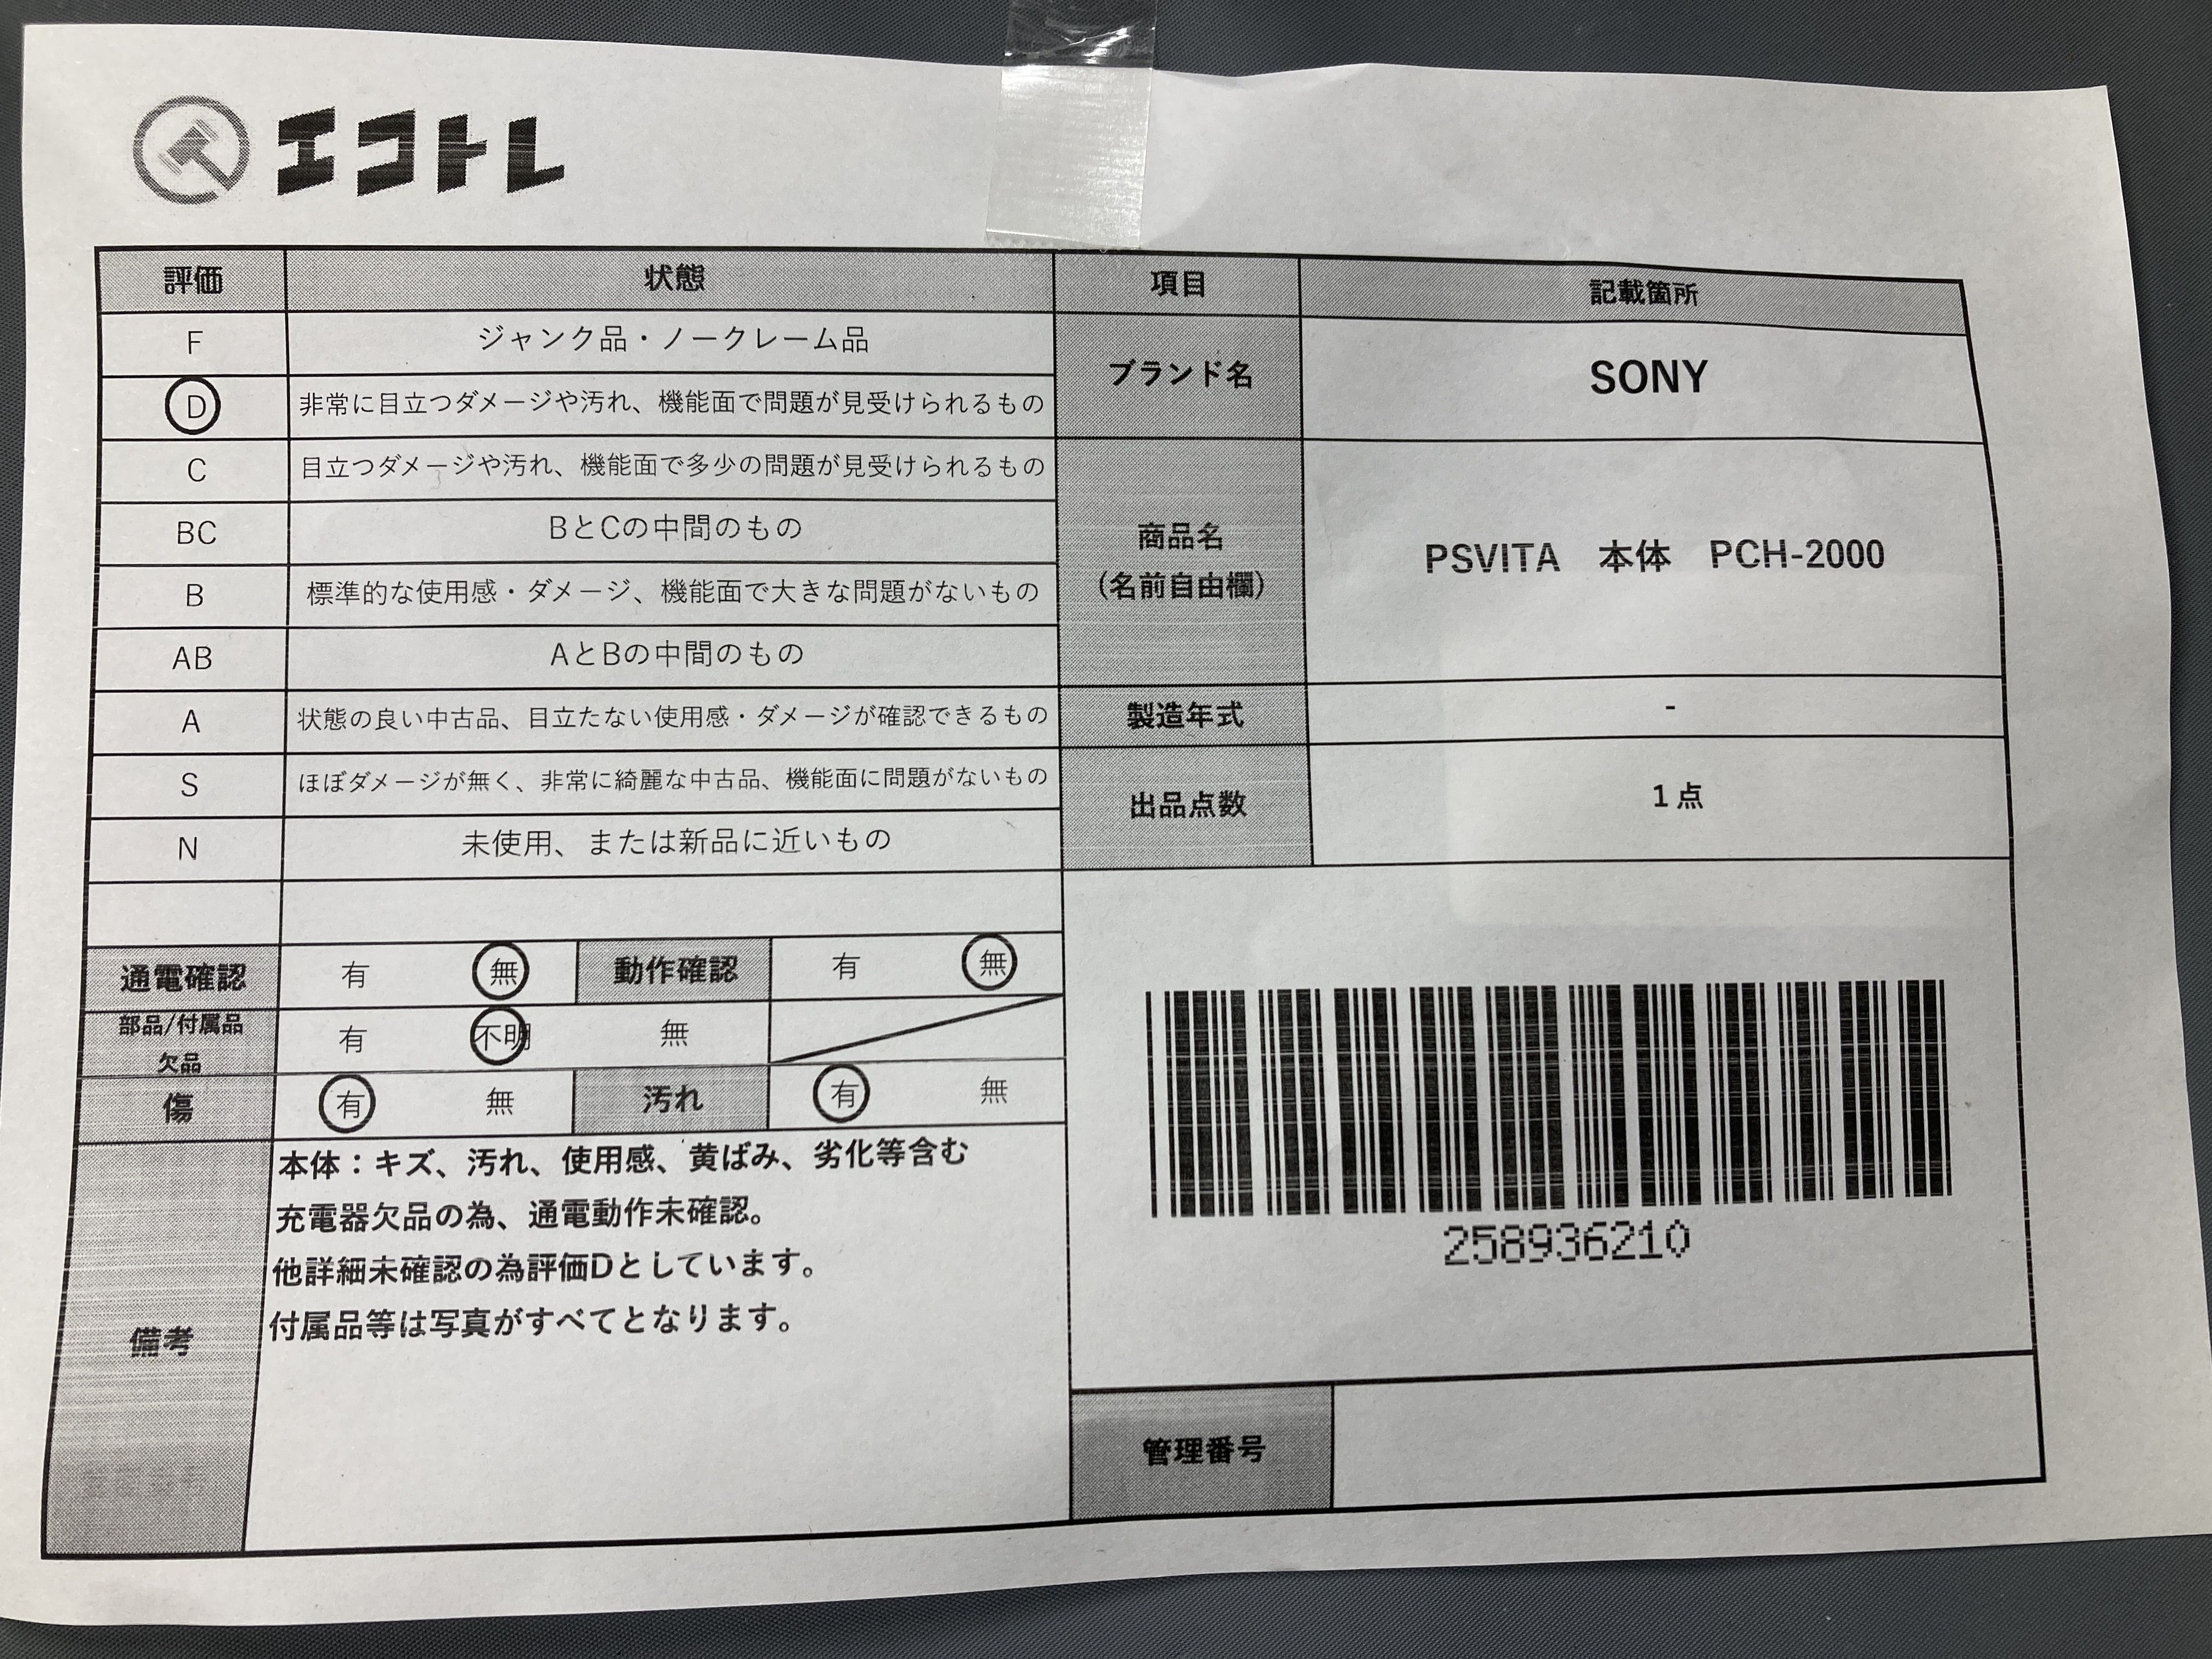 エコトレ
評価 状態 項目 記載箇所
F ジャンク品・ノークレーム品
D 非常に目立つダメージや汚れ、機能面で問題が見受けられるもの
ブランド名 SONY
C 目立つダメージや汚れ、機能面で多少の問題が見受けられるもの
BC BとCの中間のもの
B 標準的な使用感・ダメージ、機能面で大きな問題がないもの
商品名
(名前自由欄)
PSVITA 本体 PCH-2000
AB AとBの中間のもの
A 状態の良い中古品、目立たない使用感・ダメージが確認できるもの
製造年式 -
S ほぼダメージが無く、非常に綺麗な中古品、機能面に問題がないもの
出品点数 1点
N 未使用、または新品に近いもの
通電確認 有 無 動作確認 有 無
部品/付属品
欠品
有 不明 無
傷 有 無 汚れ 有 無
備考
本体：キズ、汚れ、使用感、黄ばみ、劣化等含む
充電器欠品の為、通電動作未確認。
他詳細未確認の為評価Dとしています。
付属品等は写真がすべてとなります。
258936210
管理番号